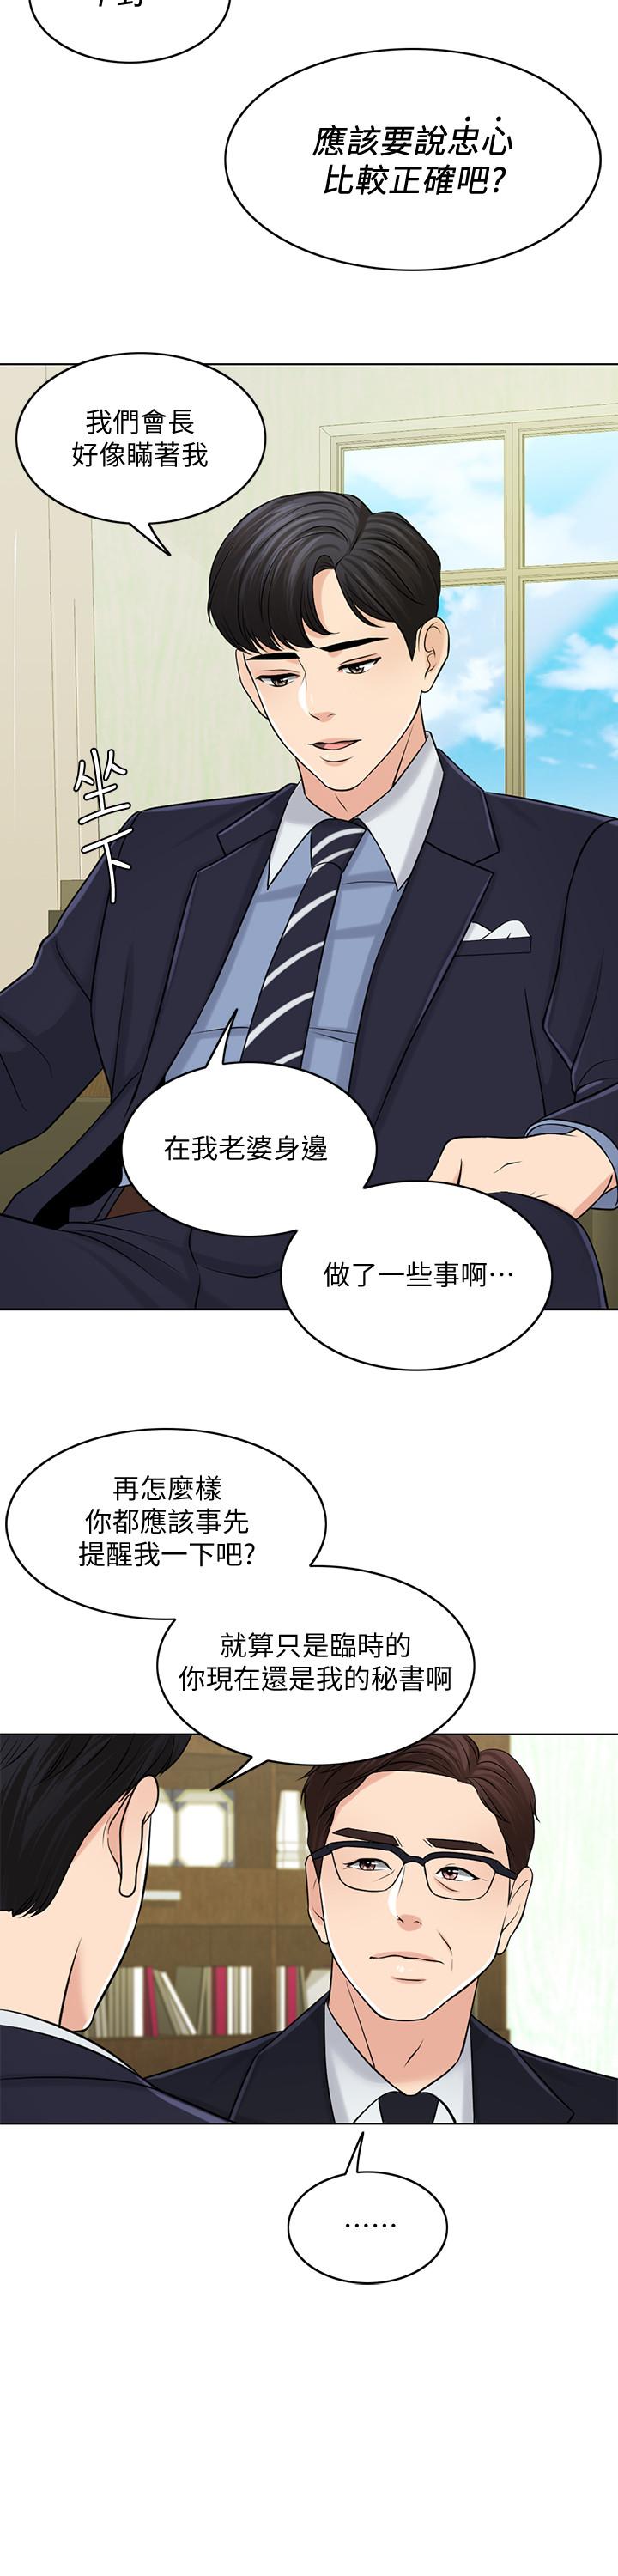 應該要說忠心
比較正確吧?
我們會長
好像瞞著我
坐下
在我老婆身邊
做了一些事啊⋯
再怎麼樣
你都應該事先
提醒我一下吧?
就算只是臨時的
你現在還是我的秘書啊
⋯⋯